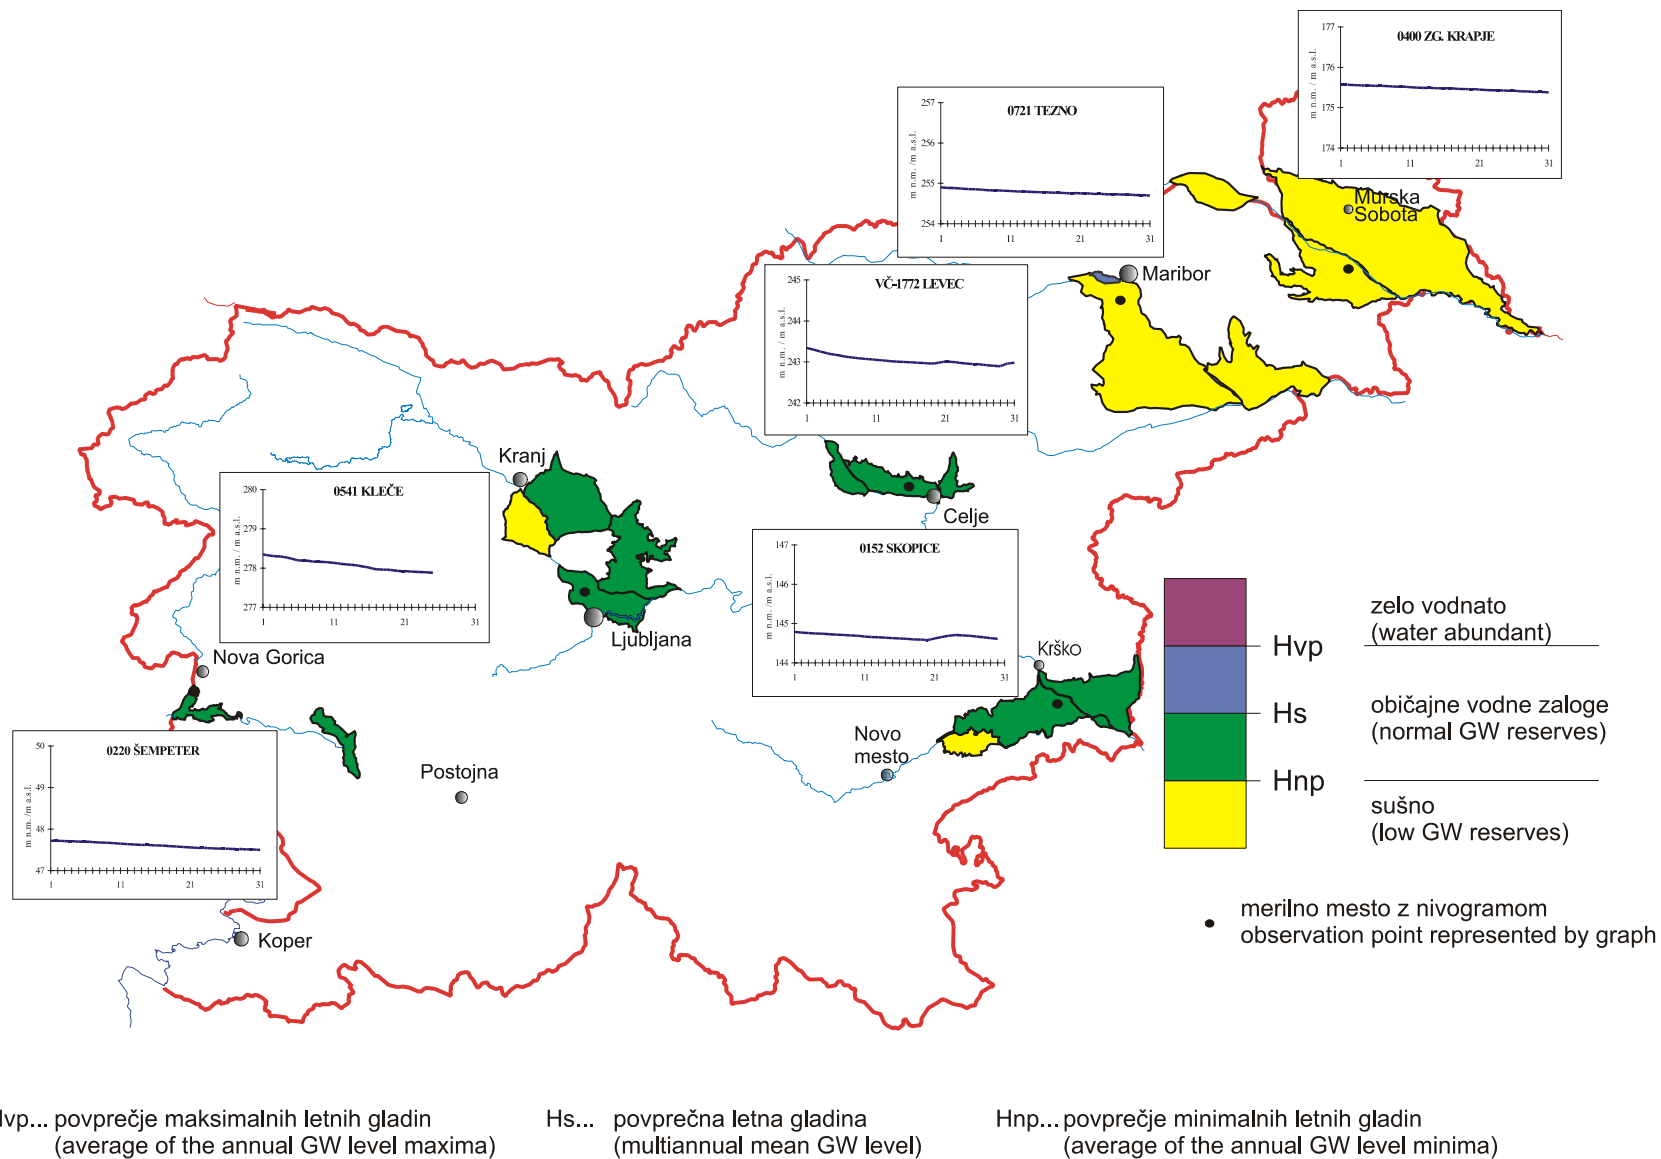 0400 ZG. KRAPJE
m n.m. / m a.s.l.
177
176
175
174
1
11
21
31
0721 TEZNO
m n.m. /m a.s.l.
257
256
255
254
1
11
21
31
Murska
Sobota
Maribor
VČ-1772 LEVEC
m n.m. / m a.s.l.
245
244
243
242
1
11
21
31
Kranj
Celje
0541 KLEČE
m n.m. / m a.s.l.
280
279
278
277
1
11
21
31
0152 SKOPICE
m n.m. /m a.s.l.
147
146
145
144
1
11
21
31
Ljubljana
Nova Gorica
Krško
Novo
mesto
Postojna
0220 ŠEMPETER
m n.m. /m a.s.l.
50
49
48
47
1
11
21
31
Koper
zelo vodnato
(water abundant)
Hvp
Hs
običajne vodne zaloge
(normal GW reserves)
Hnp
sušno
(low GW reserves)
merilno mesto z nivogramom
observation point represented by graph
Hvp... povprečje maksimalnih letnih gladin
(average of the annual GW level maxima)
Hs... povprečna letna gladina
(multiannual mean GW level)
Hnp... povprečje minimalnih letnih gladin
(average of the annual GW level minima)